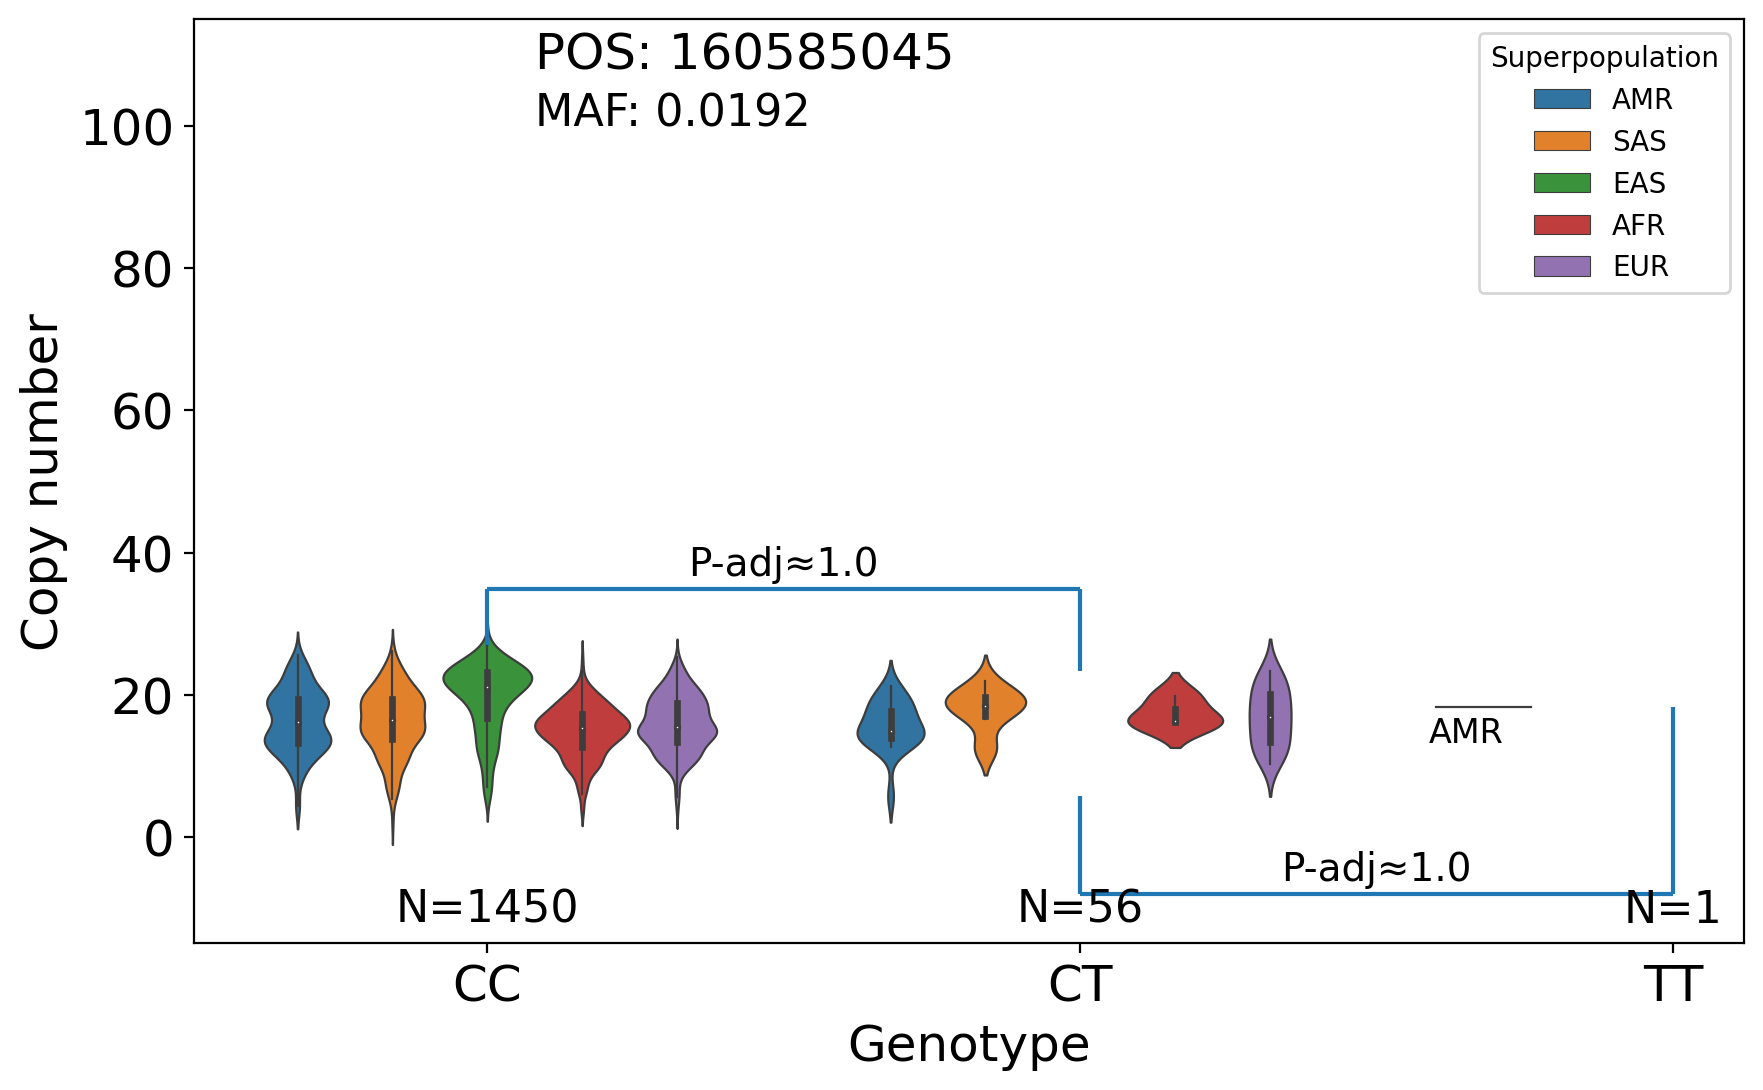 POS: 160585045
MAF: 0.0192
Superpopulation
AMR
SAS
EAS
AFR
EUR
Copy number
100
80
60
40
20
0
P-adj≈1.0
AMR
P-adj≈1.0
N=1450
N=56
N=1
CC
CT
TT
Genotype